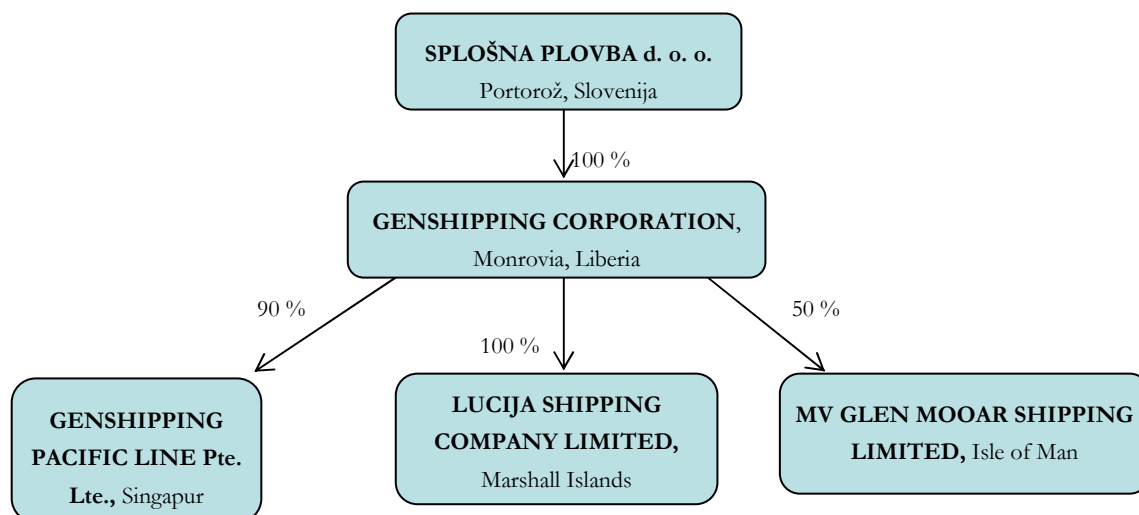 SPLOŠNA PLOVBA d. o. o.
Portorož, Slovenija
100 %
GENSHIPPING CORPORATION,
Monrovia, Liberia
90 %
100 %
50 %
GENSHIPPING
PACIFIC LINE Pte.
Lte., Singapur
LUCIJA SHIPPING
COMPANY LIMITED,
Marshall Islands
MV GLEN MOOAR SHIPPING
LIMITED, Isle of Man